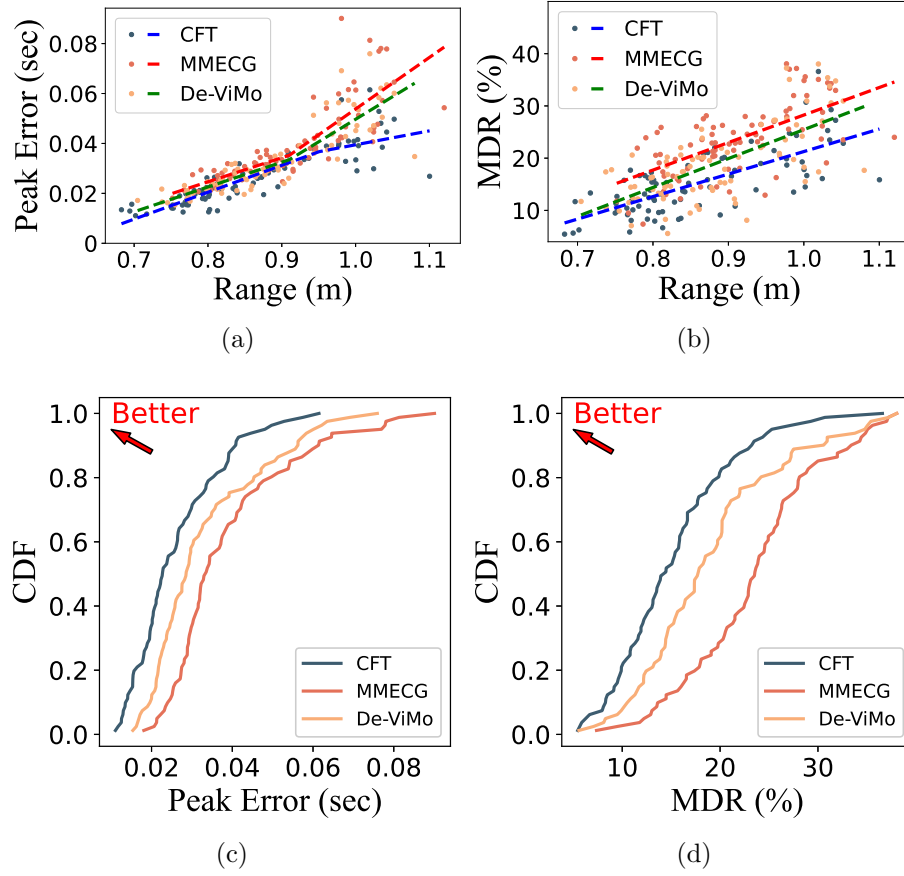 Peak Error (sec)
0.08
0.06
0.04
0.02
0
CFT
MMECG
De-ViMo
0.7 0.8 0.9 1.0 1.1
Range (m)
(a)
MDR (%)
40
30
20
10
CFT
MMECG
De-ViMo
0.7 0.8 0.9 1.0 1.1
Range (m)
(b)
CDF
1.0
0.8
0.6
0.4
0.2
0.0
Better
CFT
MMECG
De-ViMo
0.02 0.04 0.06 0.08
Peak Error (sec)
(c)
CDF
1.0
0.8
0.6
0.4
0.2
0.0
Better
CFT
MMECG
De-ViMo
10 20 30
MDR (%)
(d)